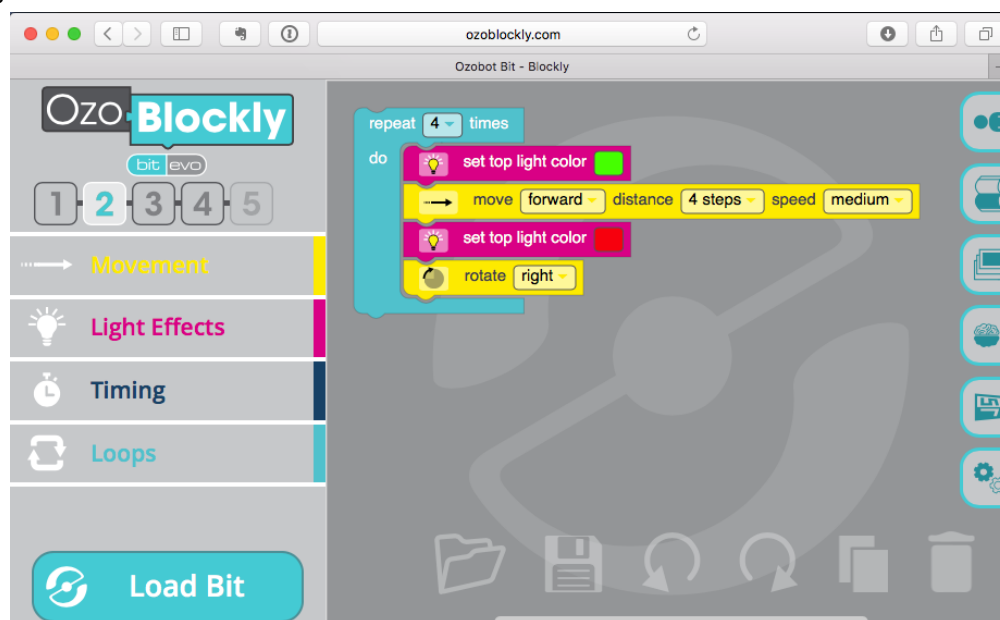 ozoblockly.com
Ozobot Bit - Blockly
Ozo Blockly
bit evo
1 2 3 4 5
Movement
Light Effects
Timing
Loops
Load Bit
repeat 4 times
do
set top light color
move forward distance 4 steps speed medium
set top light color
rotate right